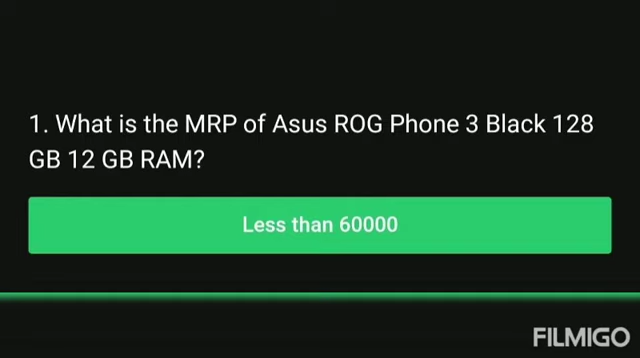 1. What is the MRP of Asus ROG Phone 3 Black 128
GB 12 GB RAM?
Less than 60000
FILMIGO